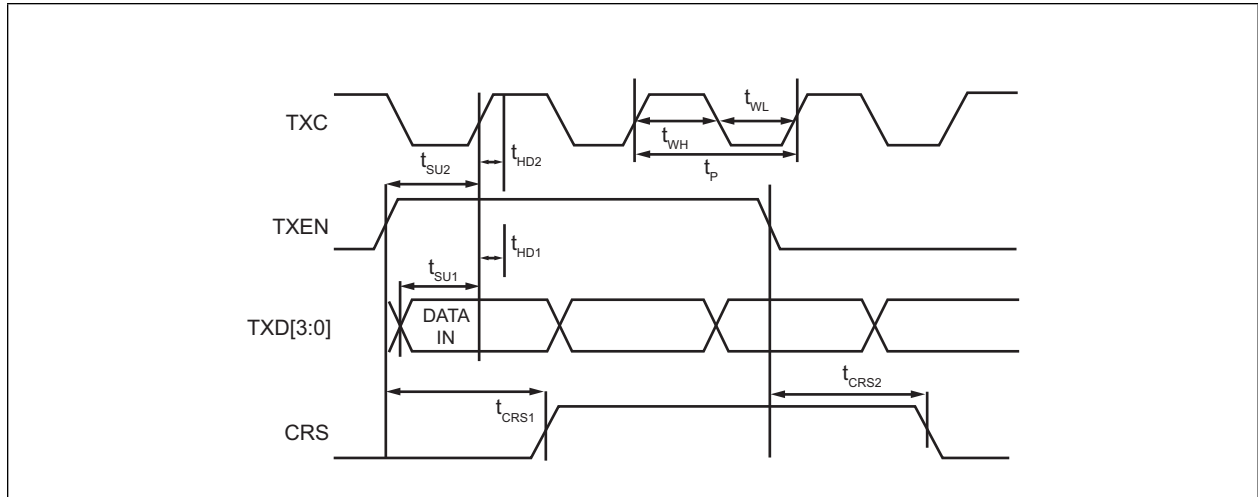 TXC
t_WL
t_WH
t_P
t_SU2
t_HD2
TXEN
t_HD1
t_SU1
TXD[3:0]
DATA
IN
t_CRS2
t_CRS1
CRS